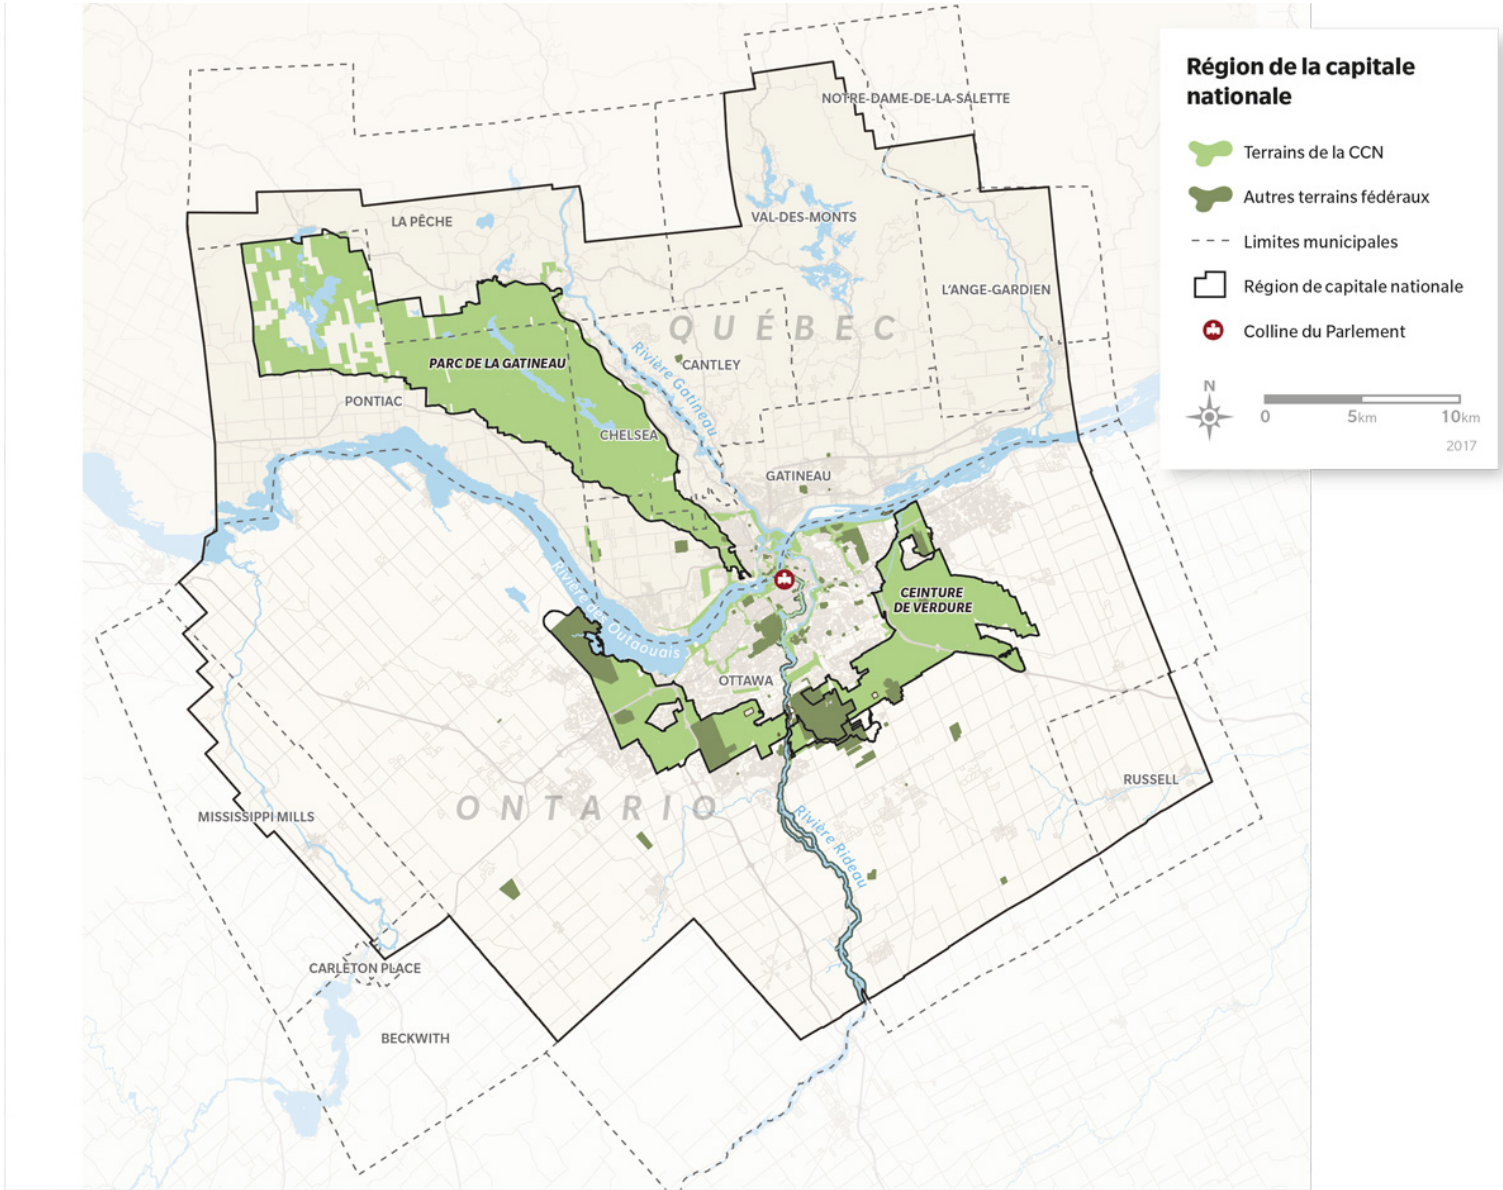 Région de la capitale
nationale
Terrains de la CCN
Autres terrains fédéraux
Limites municipales
Région de capitale nationale
Colline du Parlement
N
0 5km 10km
2017
NOTRE-DAME-DE-LA-SALETTE
LA PÊCHE
VAL-DES-MONTS
L'ANGE-GARDIEN
QUÉBEC
Rivière Gatineau
PARC DE LA GATINEAU
CANTLEY
PONTIAC
CHELSEA
GATINEAU
Rivière des Outaouais
CEINTURE
DE VERDURE
OTTAWA
RUSSELL
ONTARIO
MISSISSIPPI MILLS
Rivière Rideau
CARLETON PLACE
BECKWITH